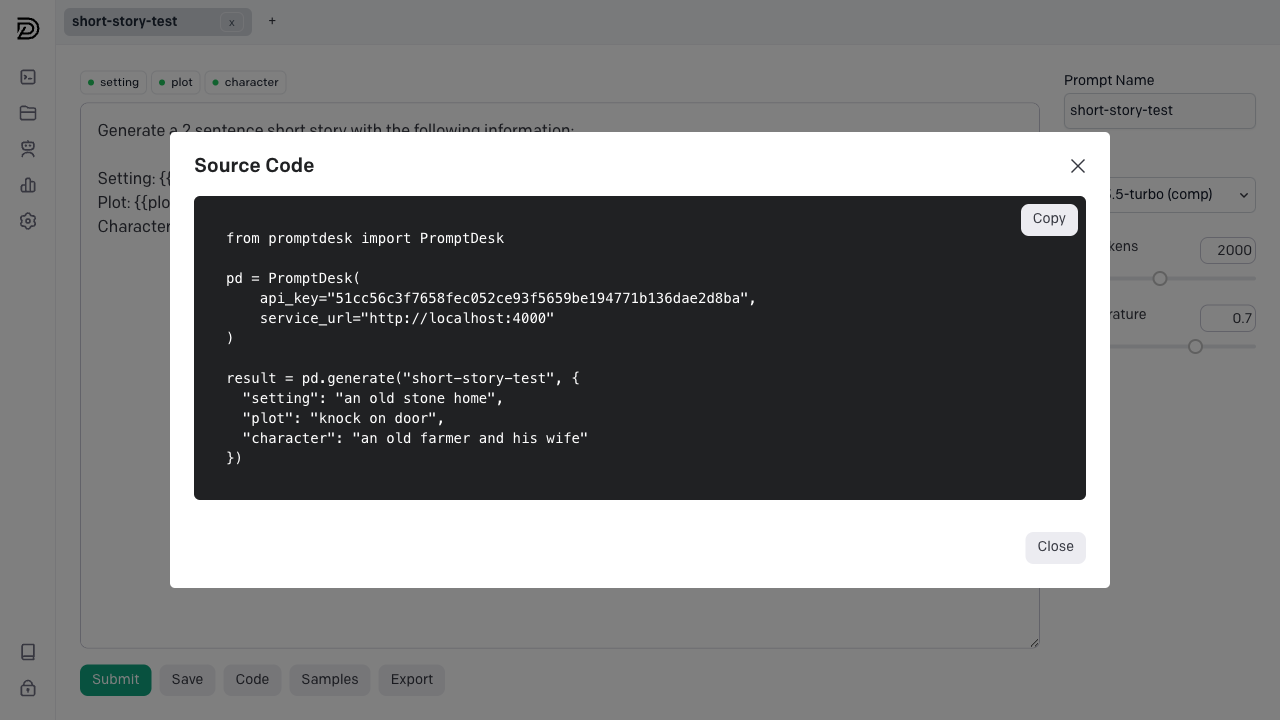 short-story-test
x
+
setting
plot
character
Prompt Name
Generate a 2 sentence short story with the following information:
short-story-test
Source Code
Setting: {{
.5-turbo (comp)
Plot: {{plo
Copy
Character
from promptdesk import PromptDesk
kens
2000
pd = PromptDesk(
api_key="51cc56c3f7658fec052ce93f5659be194771b136dae2d8ba",
service_url="http://localhost:4000"
rature
0.7
)
result = pd.generate("short-story-test", {
"setting": "an old stone home",
"plot": "knock on door",
"character": "an old farmer and his wife"
})
Close
Submit
Save
Code
Samples
Export